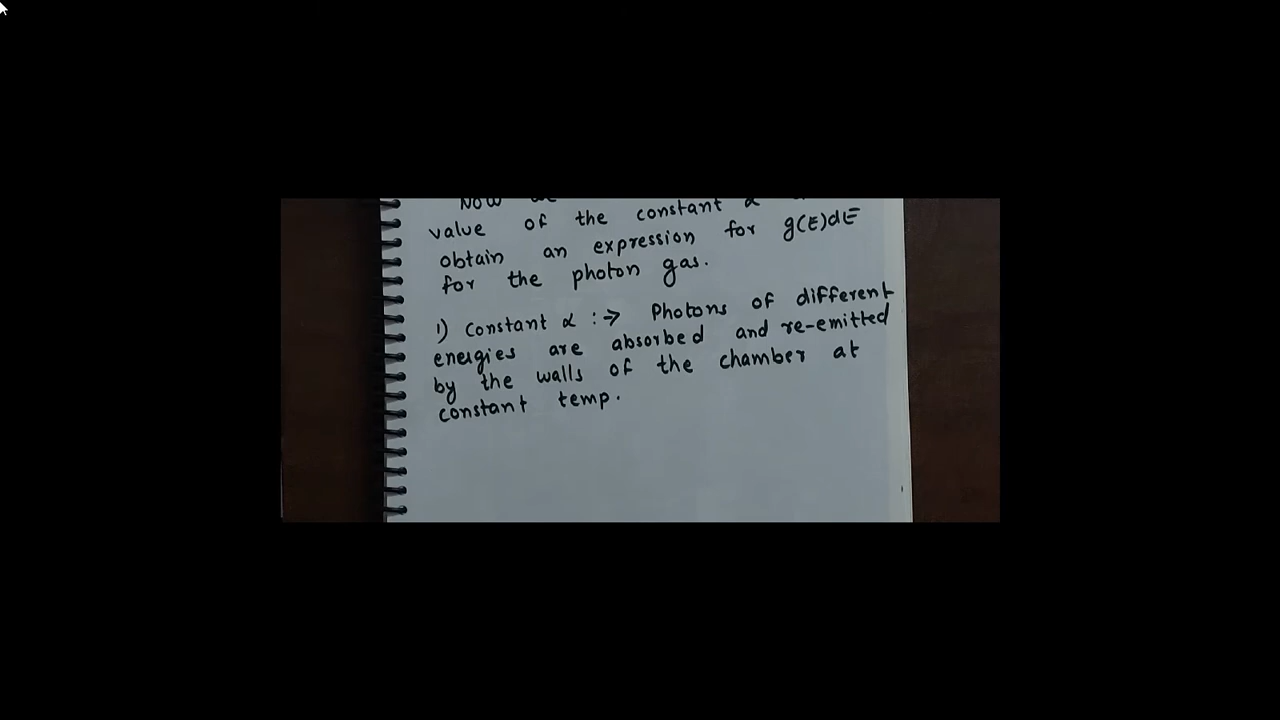 Now
value of the constant α
obtain an expression for g(E)dE
for the photon gas.
1) Constant α :→ Photons of different
energies are absorbed and re-emitted
by the walls of the chamber at
constant temp.